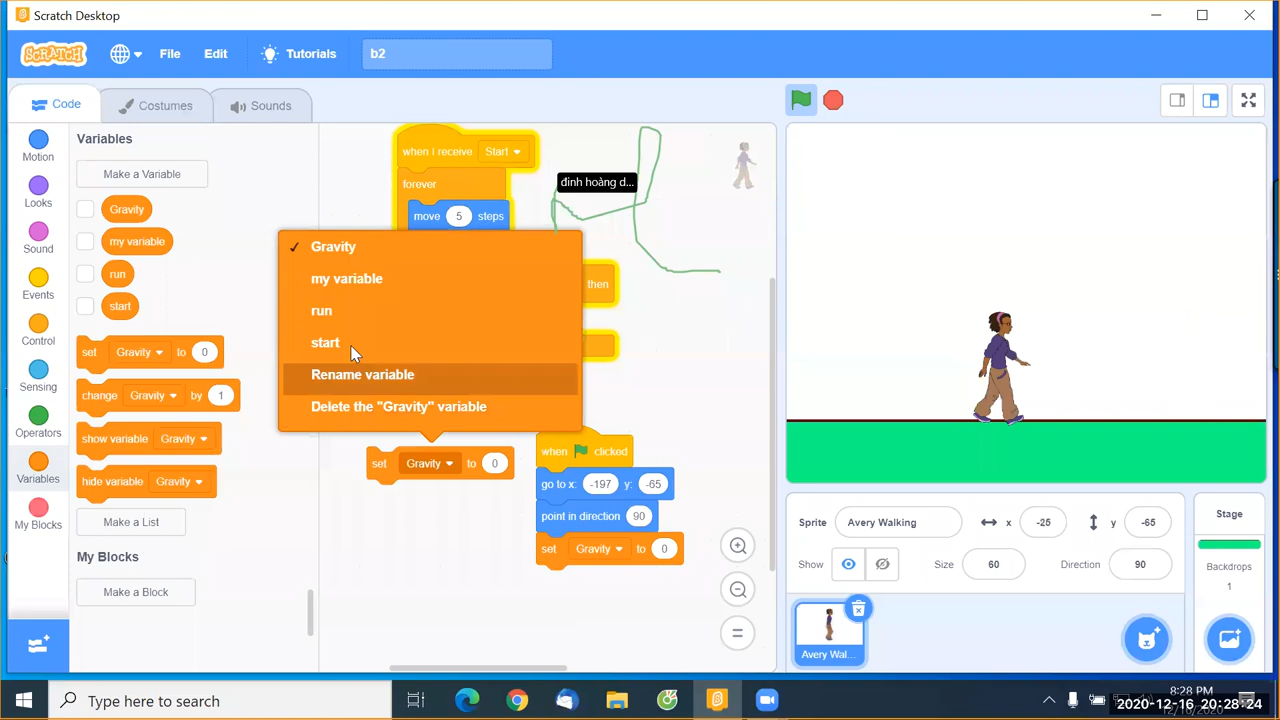 Scratch Desktop
SCRATCH
File
Edit
Tutorials
b2
Code
Costumes
Sounds
Motion
Looks
Sound
Events
Control
Sensing
Operators
Variables
My Blocks
Variables
Make a Variable
Gravity
my variable
run
start
set Gravity to 0
change Gravity by 1
show variable Gravity
hide variable Gravity
Make a List
My Blocks
Make a Block
when I receive Start
forever
move 5 steps
then
đinh hoàng d...
✓ Gravity
my variable
run
start
Rename variable
Delete the "Gravity" variable
set Gravity to 0
when clicked
go to x: -197 y: -65
point in direction 90
set Gravity to 0
Sprite Avery Walking x -25 y -65
Show Size 60 Direction 90
Avery Wal...
Stage
Backdrops
1
Type here to search
8:28 PM
2020-12-16 20:28:24
12/16/2020